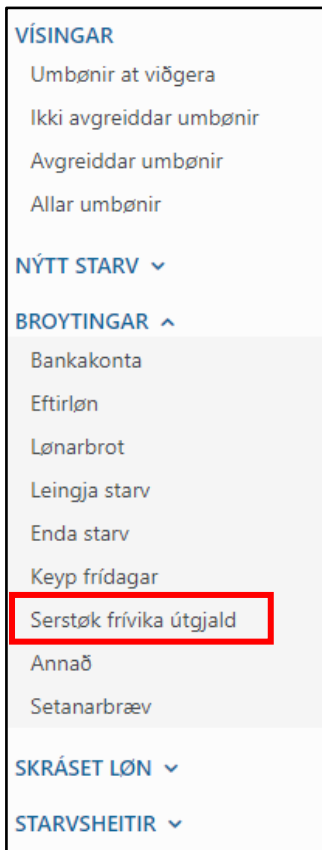 VÍSINGAR
Umbønir at viðgera
Ikki avgreiddar umbønir
Avgreiddar umbønir
Allar umbønir
NÝTT STARV
BROYTINGAR
Bankakonta
Eftirløn
Lønarbrot
Leingja starv
Enda starv
Keyp frídagar
Serstøk frívika útgjald
Annað
Setanarbræv
SKRÁSET LØN
STARVSHEITIR